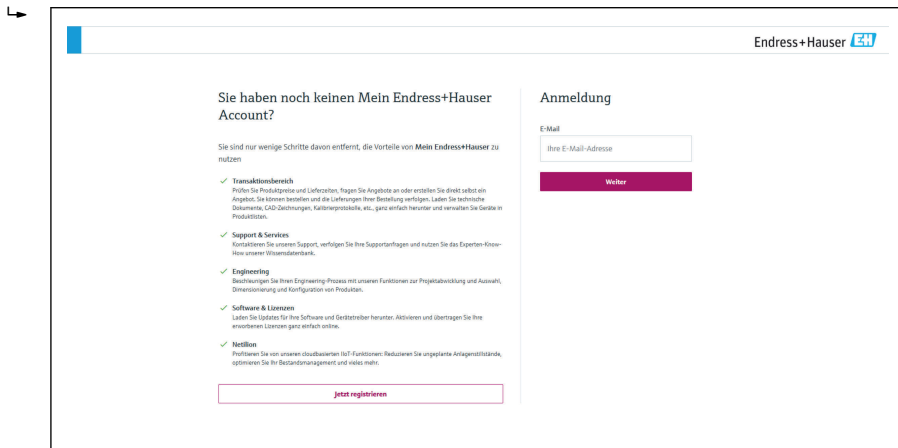 Endress+Hauser EH
Sie haben noch keinen Mein Endress+Hauser
Account?
Sie sind nur wenige Schritte davon entfernt, die Vorteile von Mein Endress+Hauser zu
nutzen
Transaktionsbereich
Prüfen Sie Produktpreise und Lieferzeiten, fragen Sie Angebote an oder erstellen Sie direkt selbst ein
Angebot. Sie können bestellen und die Lieferungen Ihrer Bestellung verfolgen. Laden Sie technische
Dokumente, CAD-Zeichnungen, Kalibrierprotokolle, etc., ganz einfach herunter und verwalten Sie Geräte in
Produktlisten.
Support & Services
Kontaktieren Sie unseren Support, verfolgen Sie Ihre Supportanfragen und nutzen Sie das Experten-Know-
How unserer Wissensdatenbank.
Engineering
Beschleunigen Sie Ihren Engineering-Prozess mit unseren Funktionen zur Projektabwicklung und Auswahl,
Dimensionierung und Konfiguration von Produkten.
Software & Lizenzen
Laden Sie Updates für Ihre Software und Gerätetreiber herunter. Aktivieren und übertragen Sie Ihre
erworbenen Lizenzen ganz einfach online.
Netilion
Profitieren Sie von unseren cloudbasierten IIoT-Funktionen: Reduzieren Sie ungeplante Anlagenstillstände,
optimieren Sie Ihr Bestandsmanagement und vieles mehr.
Jetzt registrieren
Anmeldung
E-Mail
Ihre E-Mail-Adresse
Weiter